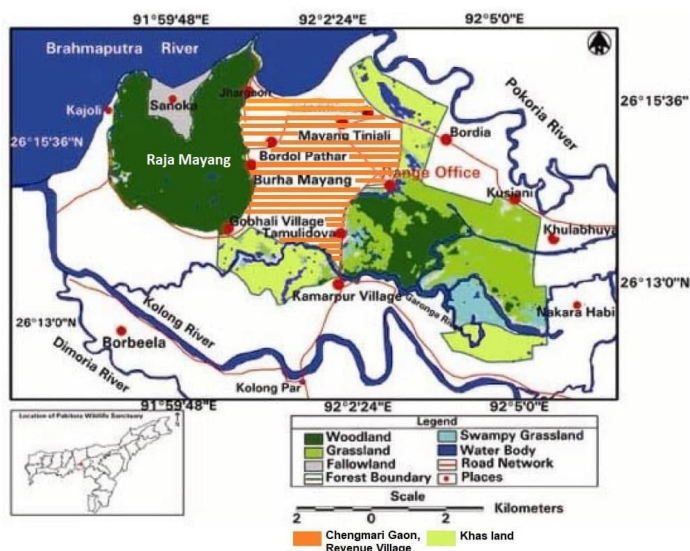 91°59'48"E 92°2'24"E 92°5'0"E
Brahmaputra River
Pokoria River
Kajoli
Sanoka
Jhargaon
26°15'36"N
26°15'36"N
Mayang Tiniali
Bordia
Raja Mayang
Bordol Pathar
Burha Mayang
Range Office
Kusiani
Gobhali Village
Tamulidova
Khulabhuya
26°13'0"N
Kamarpur Village
Garonga
Nakara Habi
Kolong River
26°13'0"N
Borbeela
Dimoria River
Kolong Par
91°59'48"E 92°2'24"E 92°5'0"E
Location of Pabitora Wildlife Sanctuary
N
Legend
Woodland
Grassland
Fallowland
Forest Boundary
Swampy Grassland
Water Body
Road Network
Places
Scale
2 0 2 Kilometers
Chengmari Gaon,
Revenue Village
Khas land